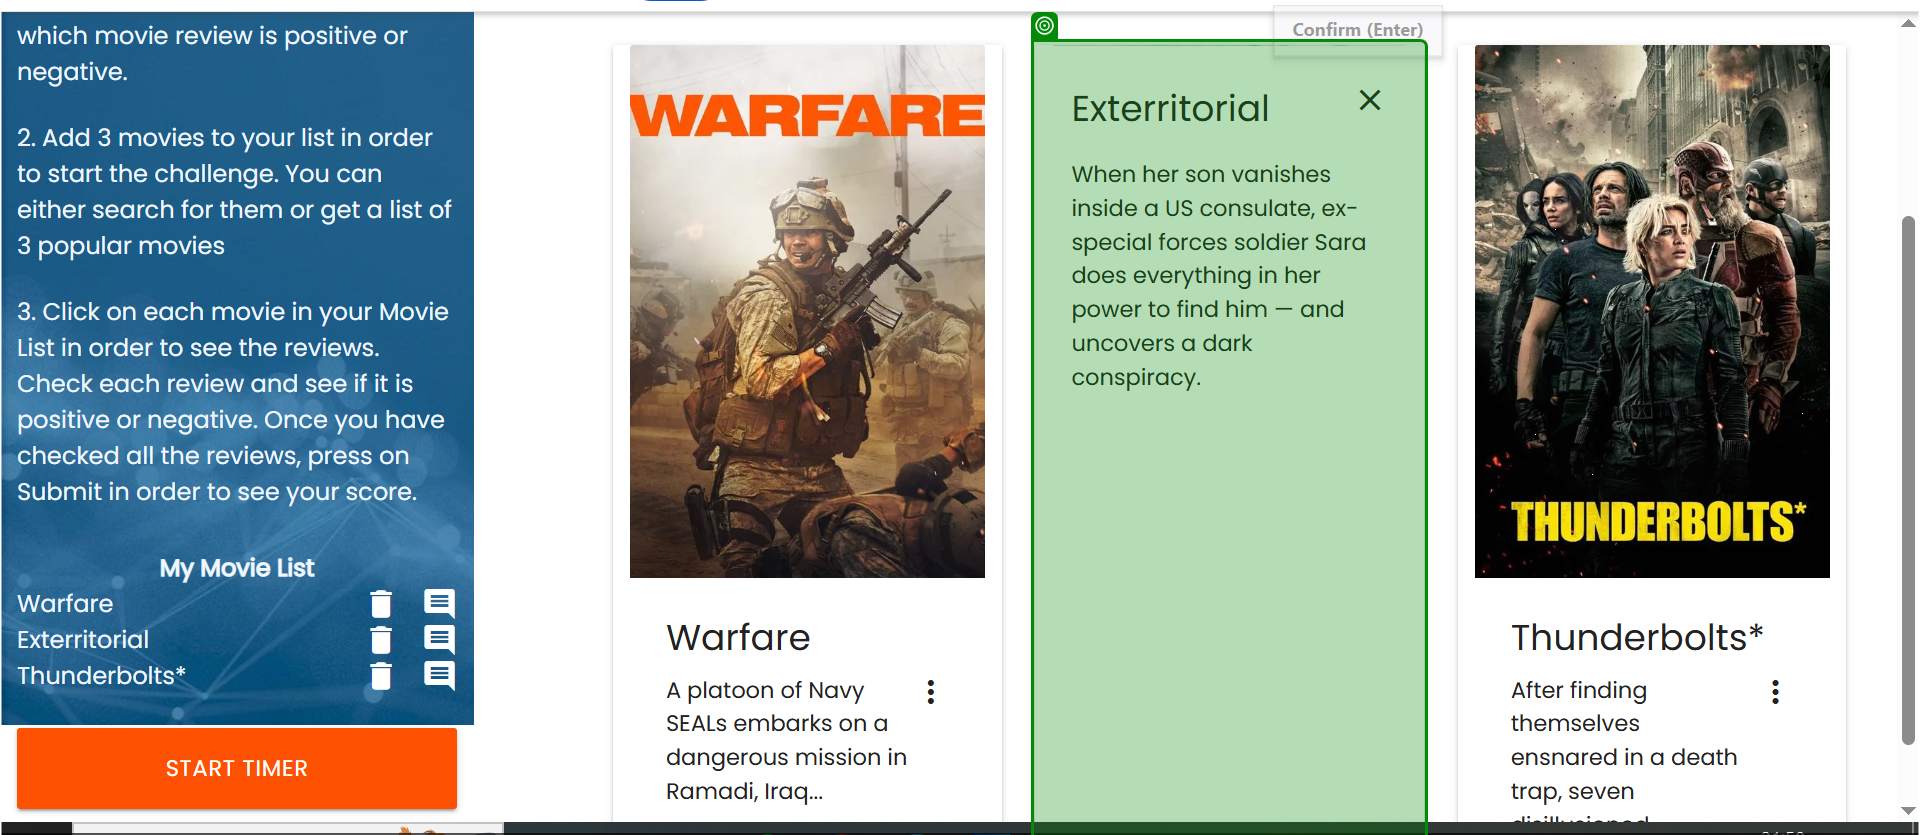 which movie review is positive or
negative.
2. Add 3 movies to your list in order
to start the challenge. You can
either search for them or get a list of
3 popular movies
3. Click on each movie in your Movie
List in order to see the reviews.
Check each review and see if it is
positive or negative. Once you have
checked all the reviews, press on
Submit in order to see your score.
My Movie List
Warfare
Exterritorial
Thunderbolts*
START TIMER
WARFARE
Warfare
A platoon of Navy
SEALs embarks on a
dangerous mission in
Ramadi, Iraq...
Confirm (Enter)
Exterritorial
When her son vanishes
inside a US consulate, ex-
special forces soldier Sara
does everything in her
power to find him — and
uncovers a dark
conspiracy.
THUNDERBOLTS*
Thunderbolts*
After finding
themselves
ensnared in a death
trap, seven